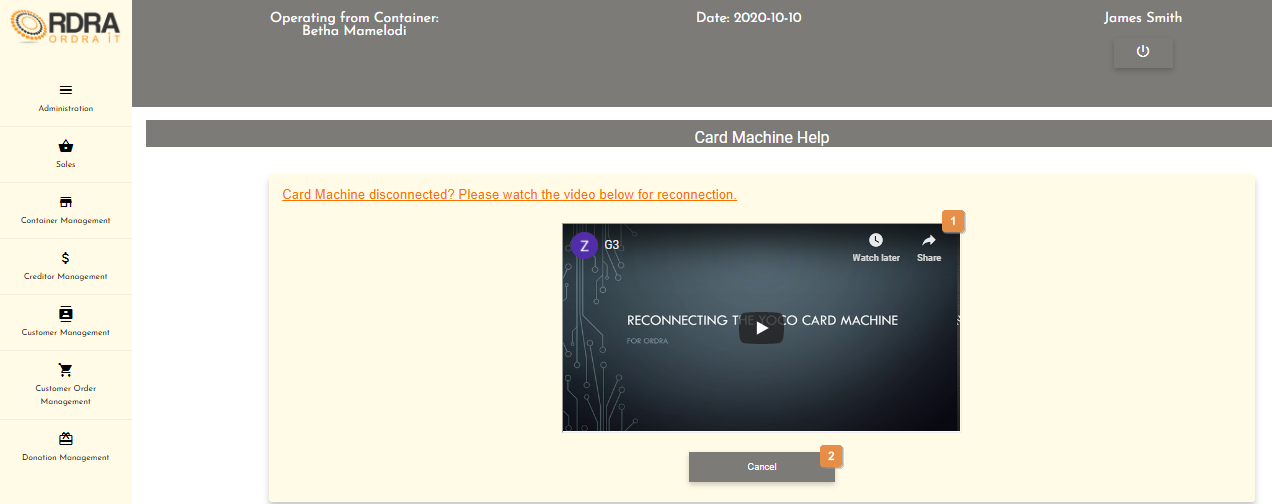 RDRA
ORDRA IT
Operating from Container:
Betha Mamelodi
Date: 2020-10-10
James Smith
Administration
Sales
Container Management
Creditor Management
Customer Management
Customer Order
Management
Donation Management
Card Machine Help
Card Machine disconnected? Please watch the video below for reconnection.
1
Z G3
Watch later
Share
RECONNECTING THE YOCO CARD MACHINE
FOR ORDRA
Cancel
2